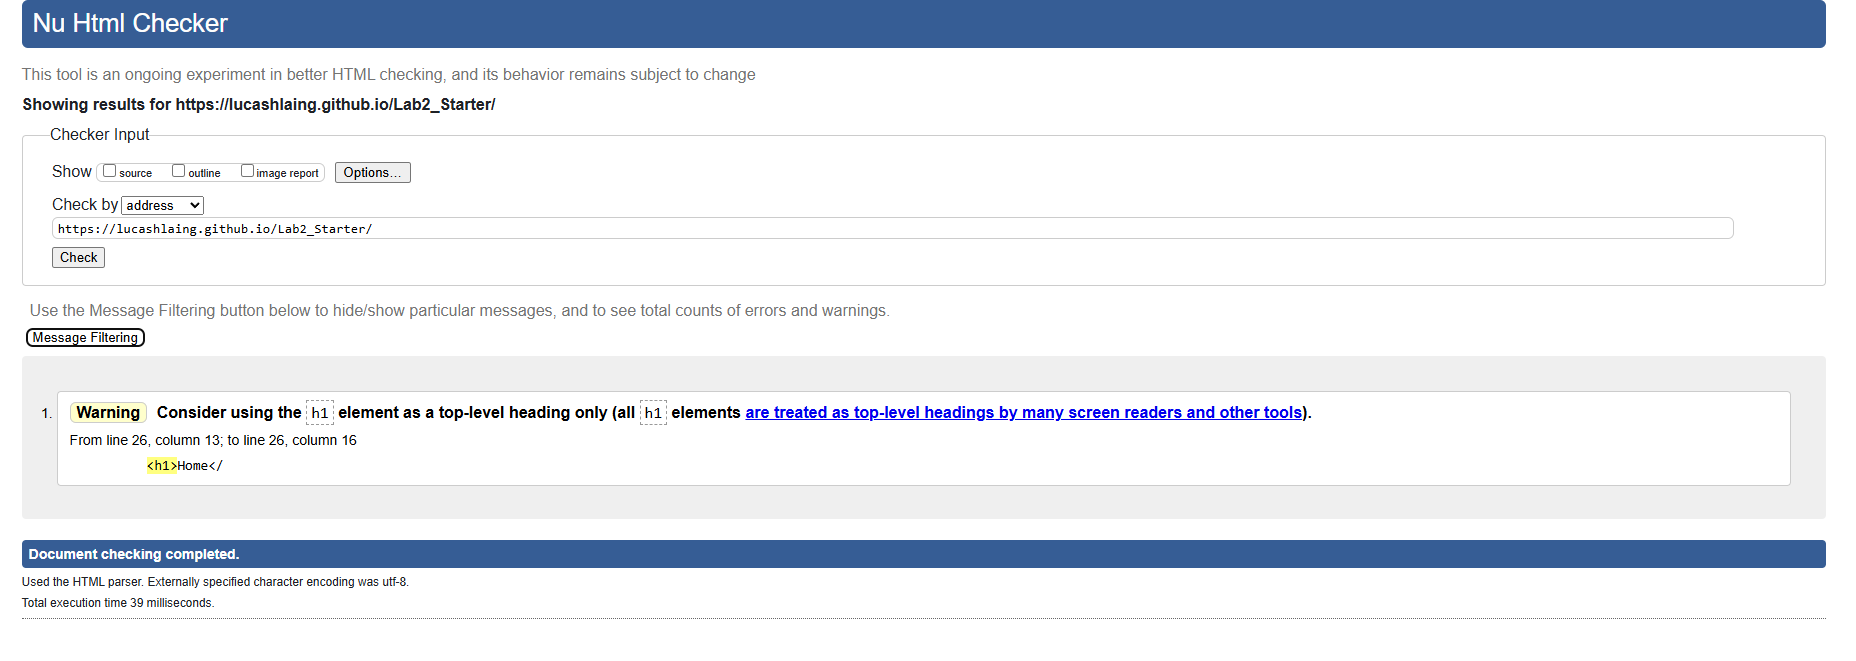 Nu Html Checker
This tool is an ongoing experiment in better HTML checking, and its behavior remains subject to change
Showing results for https://lucashlaing.github.io/Lab2_Starter/
Checker Input
Show source outline image report Options...
Check by address
https://lucashlaing.github.io/Lab2_Starter/
Check
Use the Message Filtering button below to hide/show particular messages, and to see total counts of errors and warnings.
Message Filtering
1. Warning Consider using the h1 element as a top-level heading only (all h1 elements are treated as top-level headings by many screen readers and other tools).
From line 26, column 13; to line 26, column 16
<h1>Home</
Document checking completed.
Used the HTML parser. Externally specified character encoding was utf-8.
Total execution time 39 milliseconds.